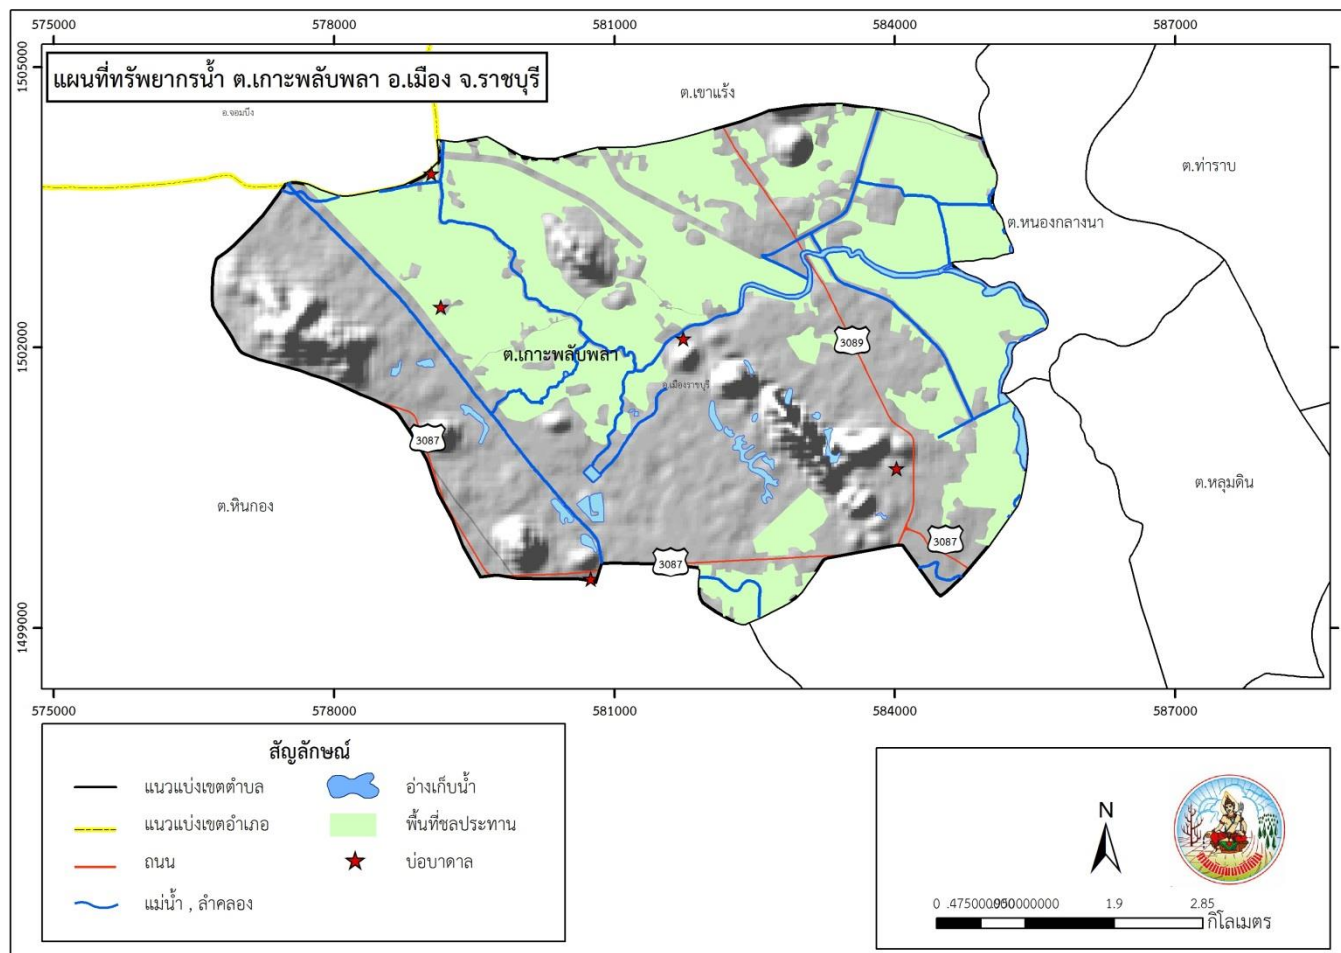 575000 578000 581000 584000 587000
1505000
แผนที่ทรัพยากรน้ำ ต.เกาะพลับพลา อ.เมือง จ.ราชบุรี
ต.เขาแร้ง
อ.จอมบึง
ต.ท่าราบ
ต.หนองกลางนา
1502000
3089
ต.เกาะพลับพลา
อ.เมืองราชบุรี
3087
ต.หินกอง
ต.หลุมดิน
3087
3087
1499000
575000 578000 581000 584000 587000
สัญลักษณ์
แนวแบ่งเขตตำบล
อ่างเก็บน้ำ
แนวแบ่งเขตอำเภอ
พื้นที่ชลประทาน
ถนน
บ่อบาดาล
แม่น้ำ , ลำคลอง
N
0 1.9 2.85
กิโลเมตร